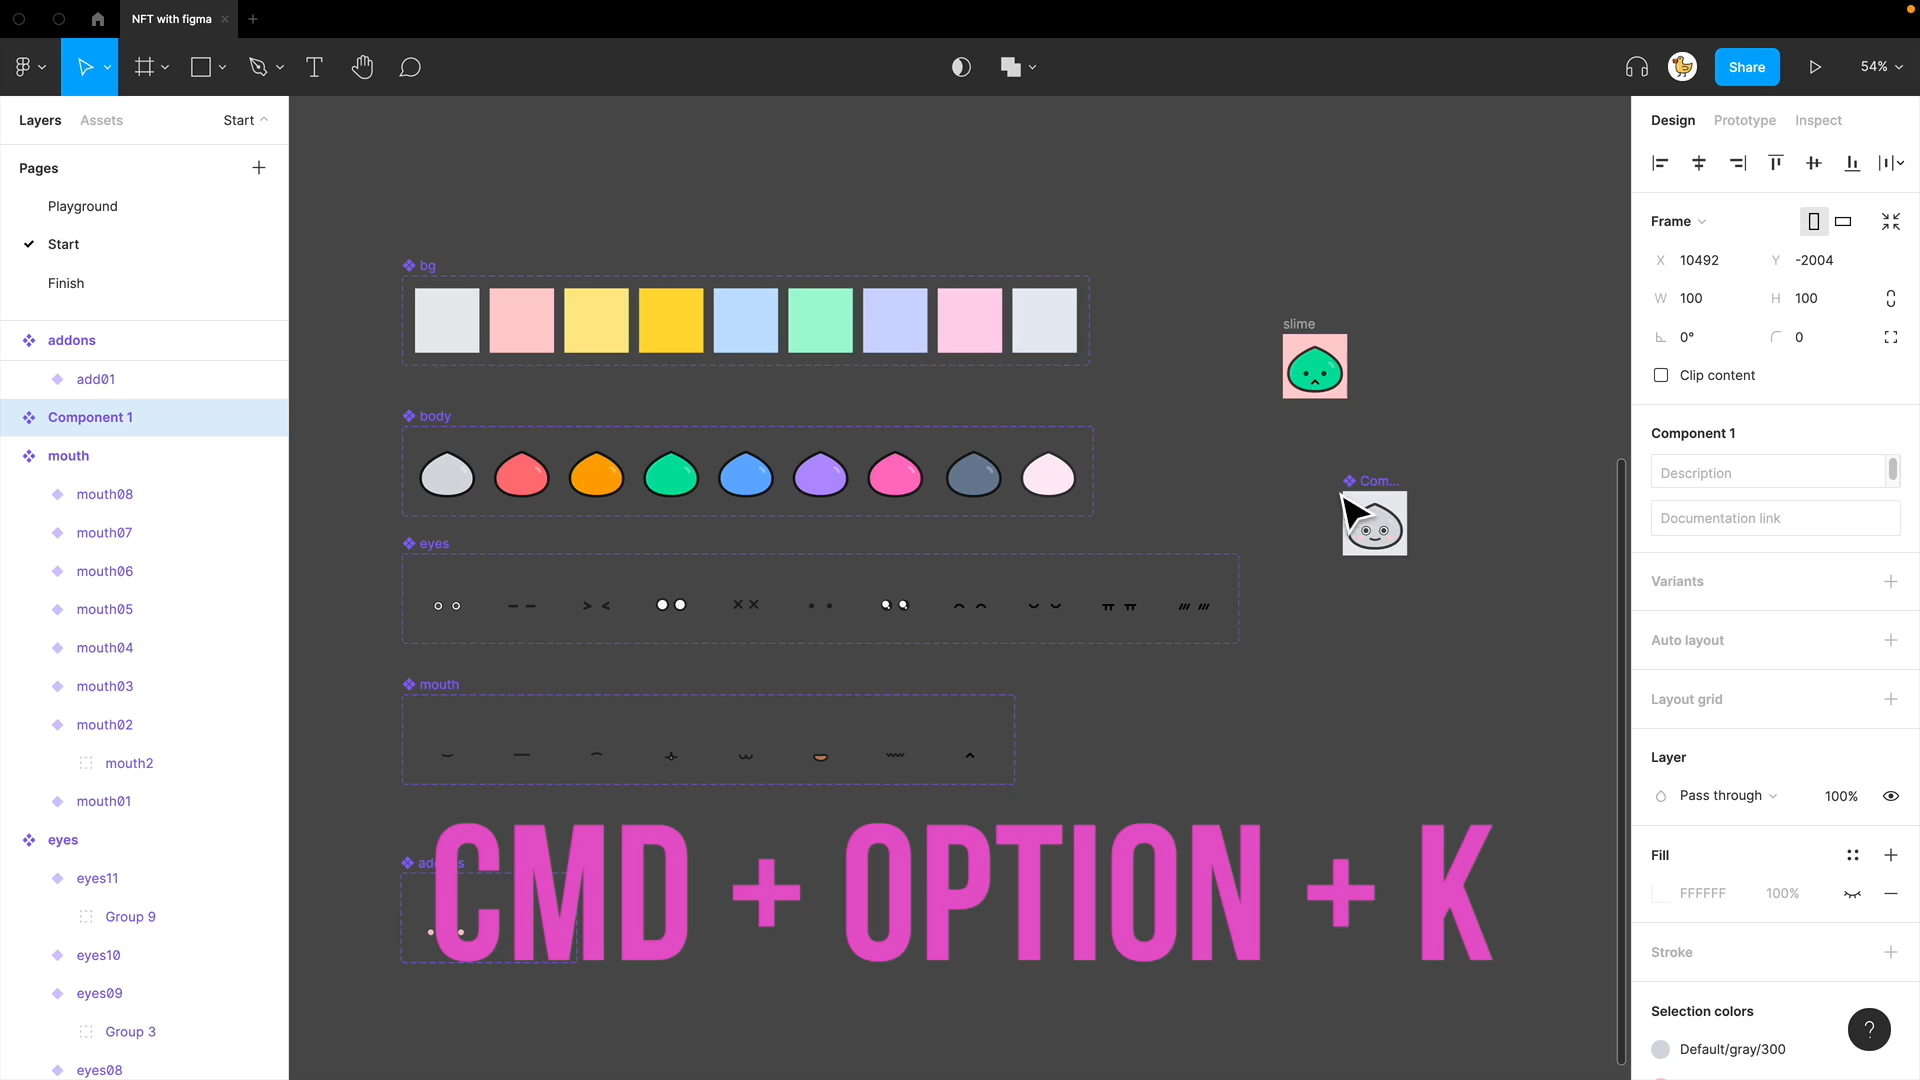 NFT with figma
Share
54%
Layers
Assets
Start
Pages
Playground
Start
Finish
addons
add01
Component 1
mouth
mouth08
mouth07
mouth06
mouth05
mouth04
mouth03
mouth02
mouth2
mouth01
eyes
eyes11
Group 9
eyes10
eyes09
Group 3
eyes08
bg
body
eyes
mouth
slime
Com...
CMD + OPTION + K
Design
Prototype
Inspect
Frame
X 10492
Y -2004
W 100
H 100
0°
0
Clip content
Component 1
Description
Documentation link
Variants
Auto layout
Layout grid
Layer
Pass through
100%
Fill
FFFFFF
100%
Stroke
Selection colors
Default/gray/300
?